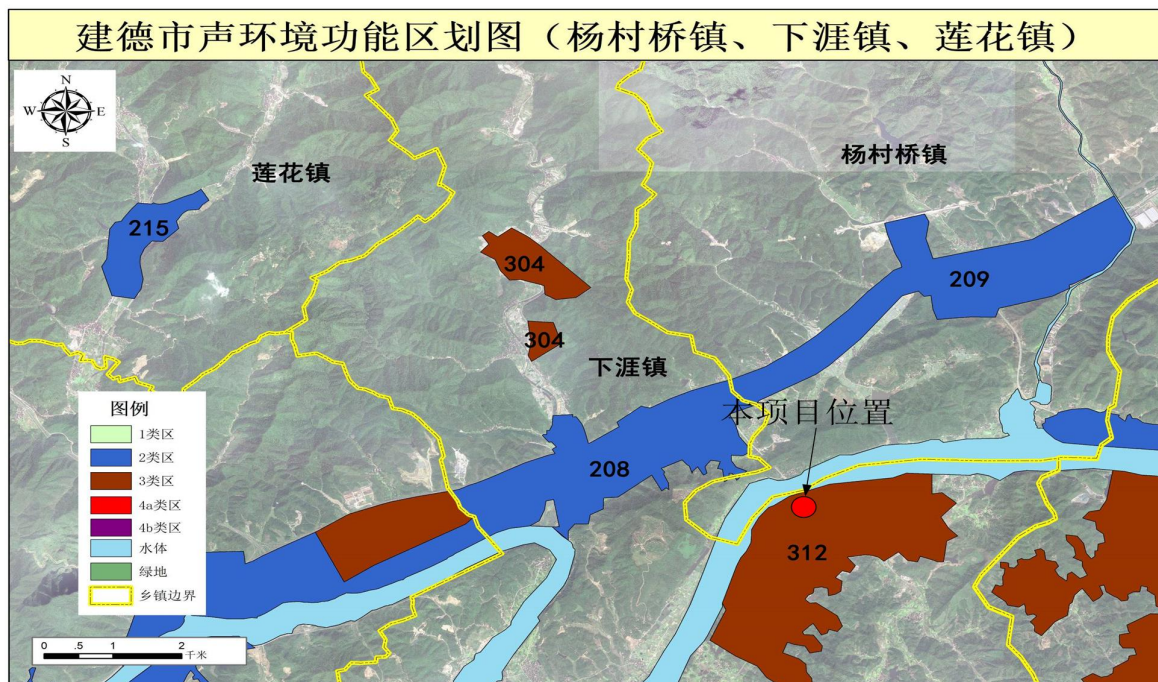 建德市声环境功能区划图（杨村桥镇、下涯镇、莲花镇）
N
W E
S
杨村桥镇
莲花镇
215
304
209
304
下涯镇
本项目位置
208
312
图例
1类区
2类区
3类区
4a类区
4b类区
水体
绿地
乡镇边界
0 .5 1 2
千米